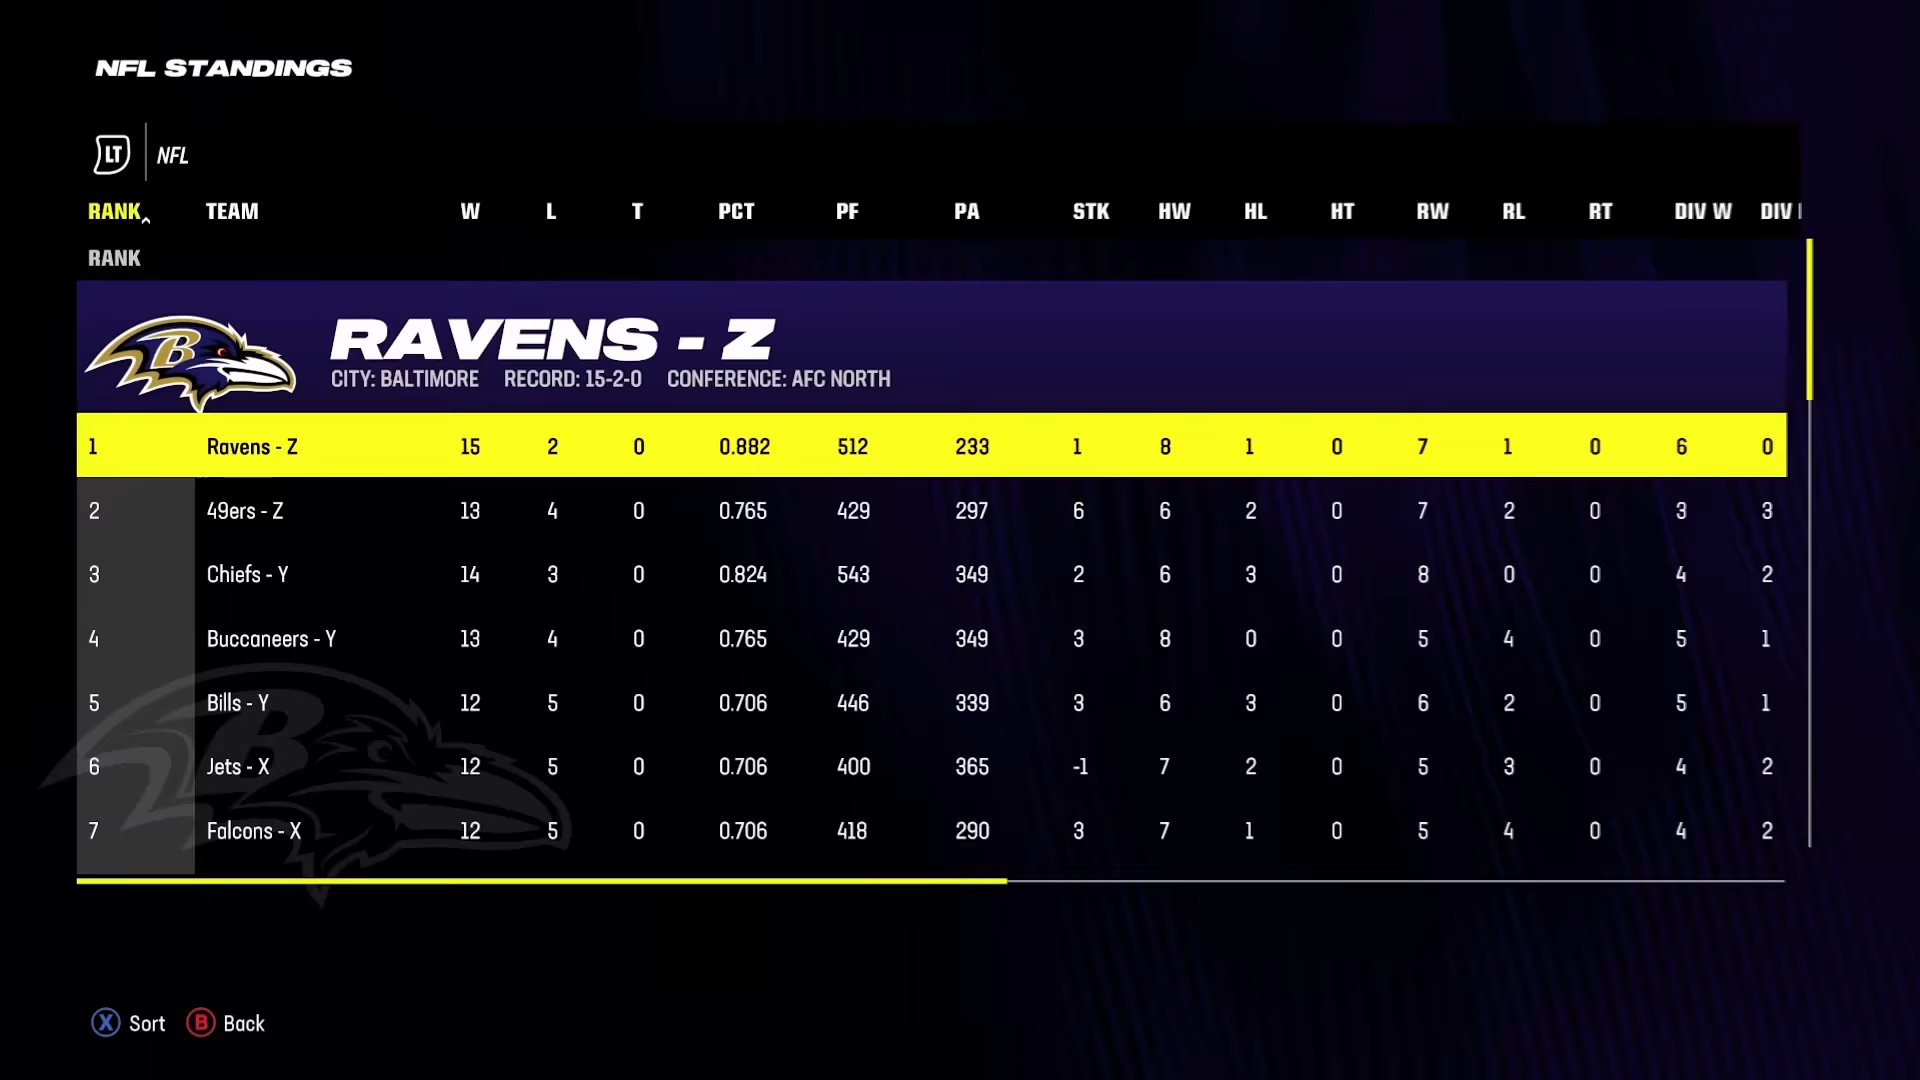 NFL STANDINGS
LT NFL
RANK TEAM W L T PCT PF PA STK HW HL HT RW RL RT DIV W DIV
RANK
B RAVENS - Z
CITY: BALTIMORE RECORD: 15-2-0 CONFERENCE: AFC NORTH
1 Ravens - Z 15 2 0 0.882 512 233 1 8 1 0 7 1 0 6 0
2 49ers - Z 13 4 0 0.765 429 297 6 6 2 0 7 2 0 3 3
3 Chiefs - Y 14 3 0 0.824 543 349 2 6 3 0 8 0 0 4 2
4 Buccaneers - Y 13 4 0 0.765 429 349 3 8 0 0 5 4 0 5 1
5 Bills - Y 12 5 0 0.706 446 339 3 6 3 0 6 2 0 5 1
6 Jets - X 12 5 0 0.706 400 365 -1 7 2 0 5 3 0 4 2
7 Falcons - X 12 5 0 0.706 418 290 3 7 1 0 5 4 0 4 2
X Sort B Back